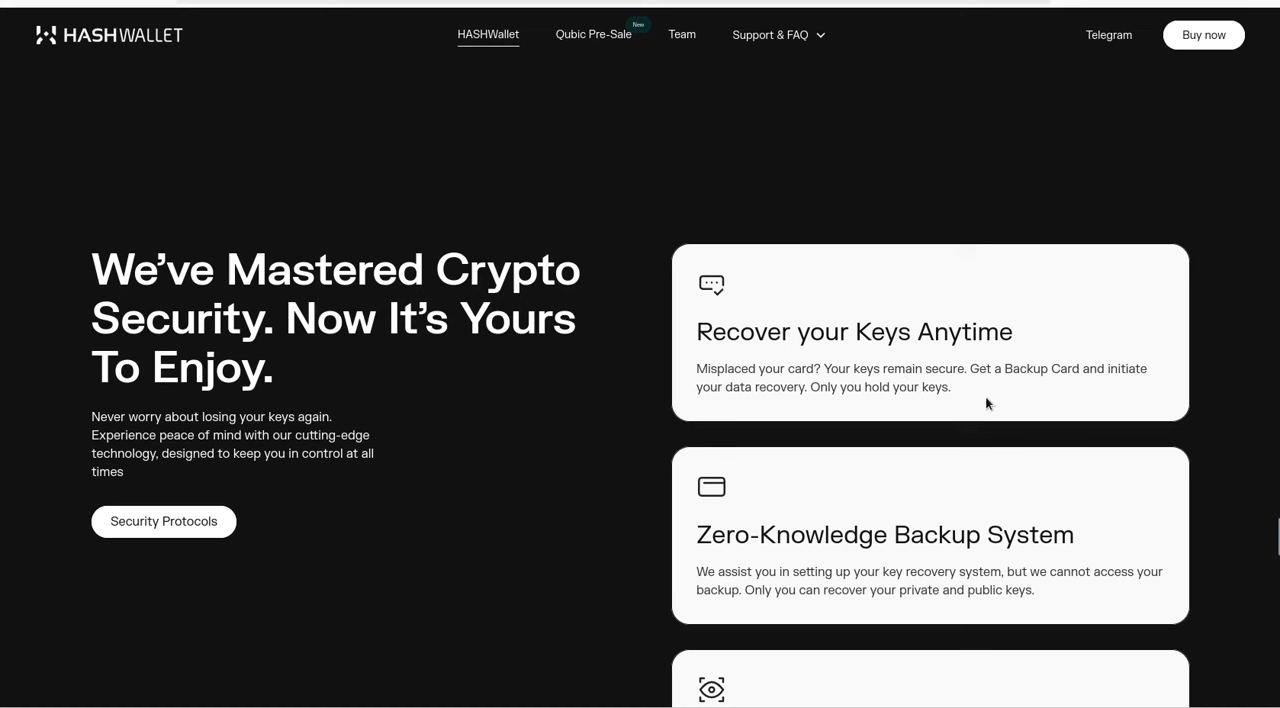 HASHWALLET
HASHWallet
Qubic Pre-Sale
New
Team
Support & FAQ
Telegram
Buy now
We’ve Mastered Crypto
Security. Now It’s Yours
To Enjoy.
Never worry about losing your keys again.
Experience peace of mind with our cutting-edge
technology, designed to keep you in control at all
times
Security Protocols
Recover your Keys Anytime
Misplaced your card? Your keys remain secure. Get a Backup Card and initiate
your data recovery. Only you hold your keys.
Zero-Knowledge Backup System
We assist you in setting up your key recovery system, but we cannot access your
backup. Only you can recover your private and public keys.